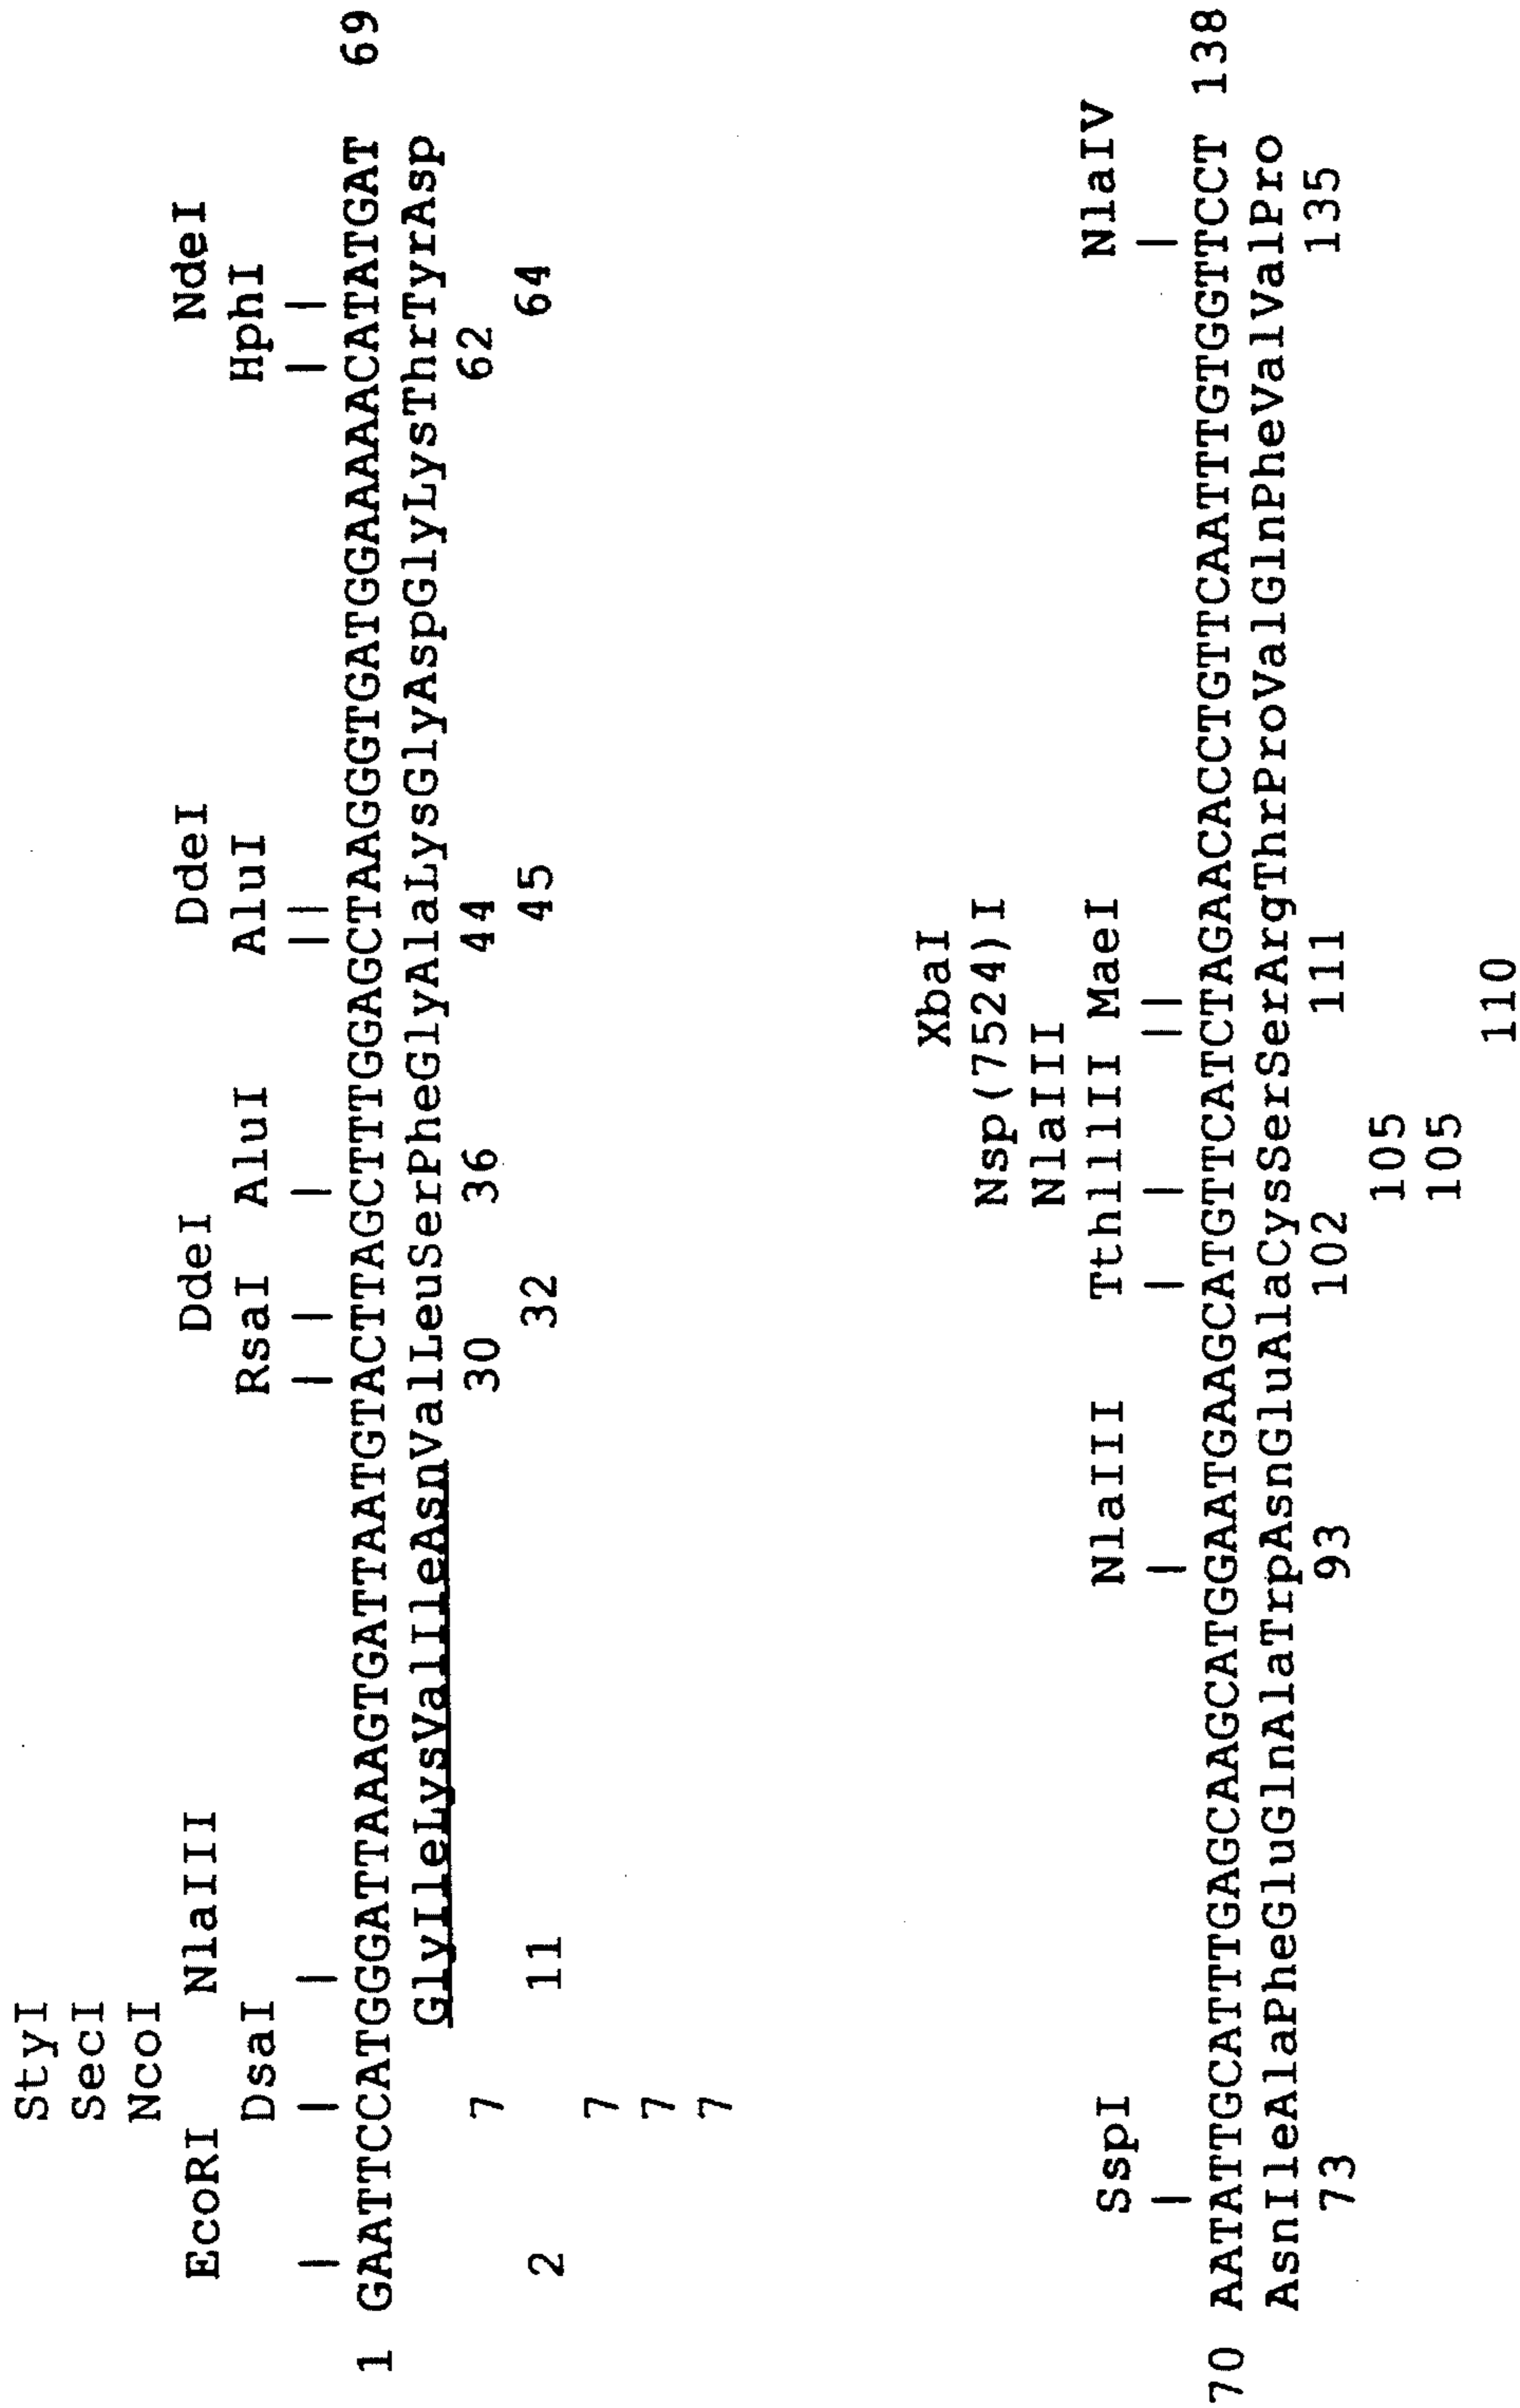 StyI
SecI
NcoI
EcoRI NlaIII DdeI DdeI NdeI
DsaI RsaI AluI AluI HphI
1 GAATTCCATGGGATTAAAGTGATTAATGTACTTAGCTTTGGAGCTAAGGGTGATGGAAAAACATATGAT 69
GlyIleLysValIleAsnValLeuSerPheGlyAlaLysGlyAspGlyLysThrTyrAsp
7 30 36 44 62
2 11 32 45 64
7
7
7
XbaI
Nsp(7524)I
NlaIII
SspI NlaIII Tth111II MaeI NlaIV
70 AATATTGCATTTGAGCAAGCATGGAATGAAGCATGTTCATCTAGAACACCTGTTCAATTTGTGGTTCCT 138
AsnIleAlaPheGluGlnAlaTrpAsnGluAlaCysSerSerArgThrProValGlnPheValValPro
73 93 102 111 135
105
105
110